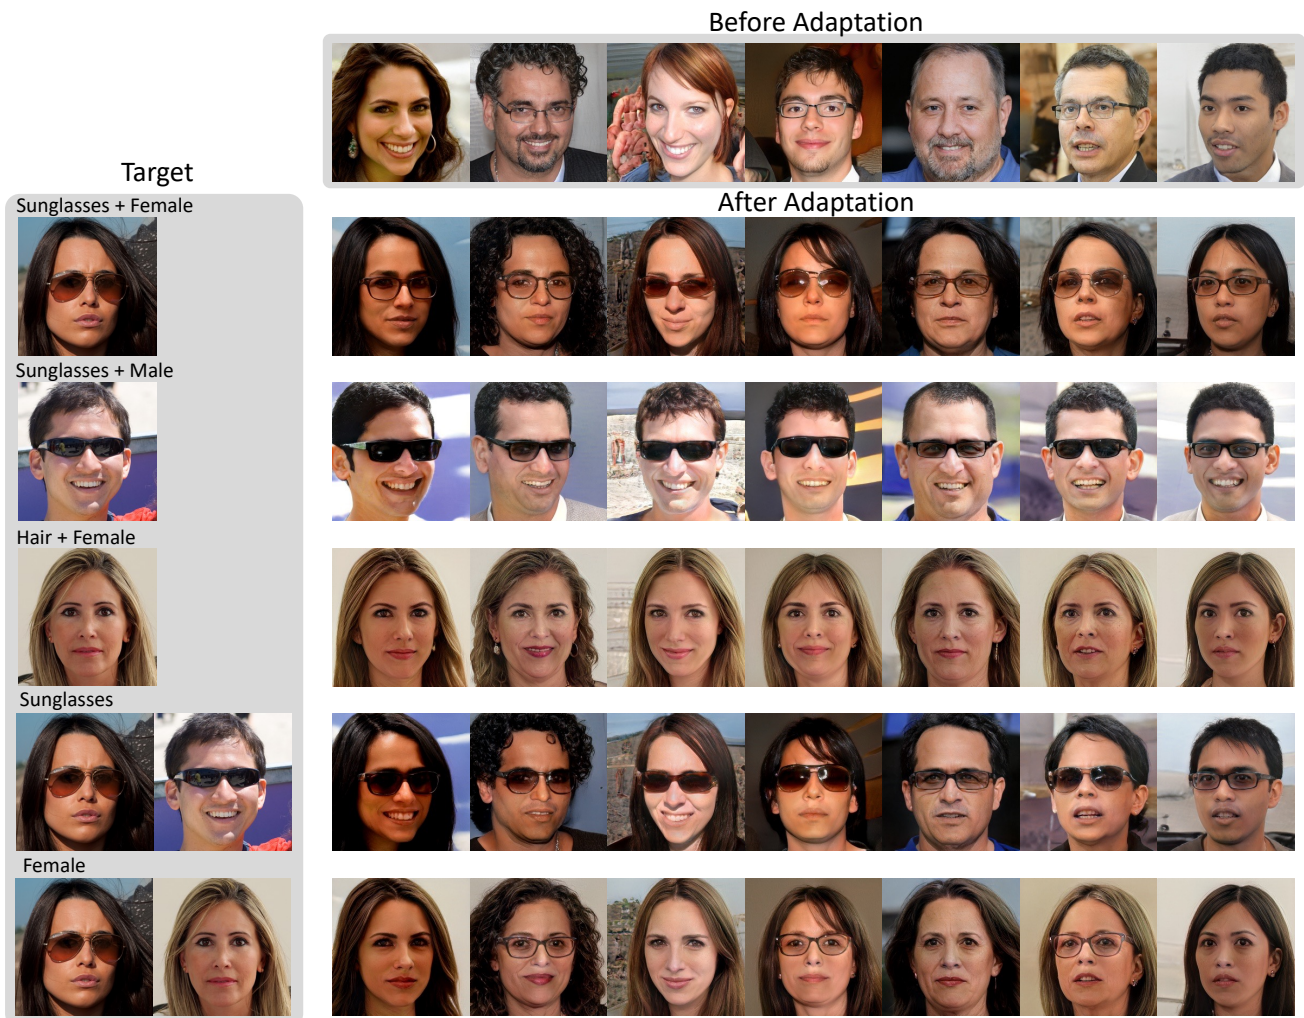 Before Adaptation
Target
Sunglasses + Female
After Adaptation
Sunglasses + Male
Hair + Female
Sunglasses
Female